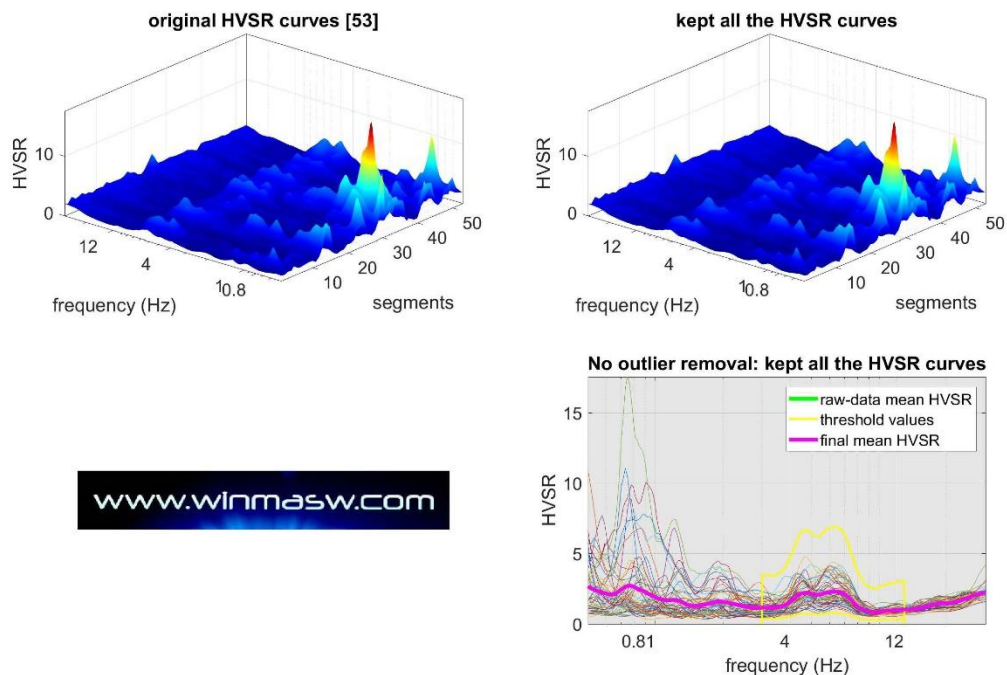 original HVSR curves [53]
HVSR
10
0
12
4
1
0.8
frequency (Hz)
10
20
30
40
50
segments
kept all the HVSR curves
HVSR
10
0
12
4
1
0.8
frequency (Hz)
10
20
30
40
50
segments
www.winmasw.com
No outlier removal: kept all the HVSR curves
raw-data mean HVSR
threshold values
final mean HVSR
HVSR
15
10
5
0
0.81
4
12
frequency (Hz)